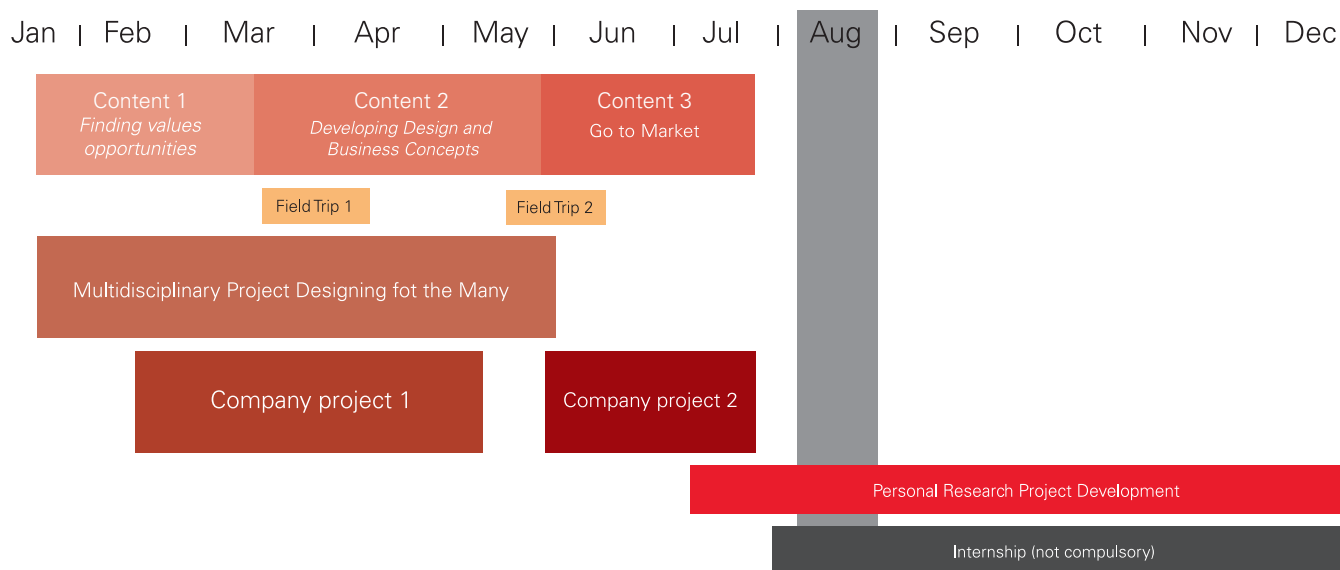 Jan | Feb | Mar | Apr | May | Jun | Jul | Aug | Sep | Oct | Nov | Dec
Content 1
Finding values
opportunities
Content 2
Developing Design and
Business Concepts
Content 3
Go to Market
Field Trip 1
Field Trip 2
Multidisciplinary Project Designing fot the Many
Company project 1
Company project 2
Personal Research Project Development
Internship (not compulsory)